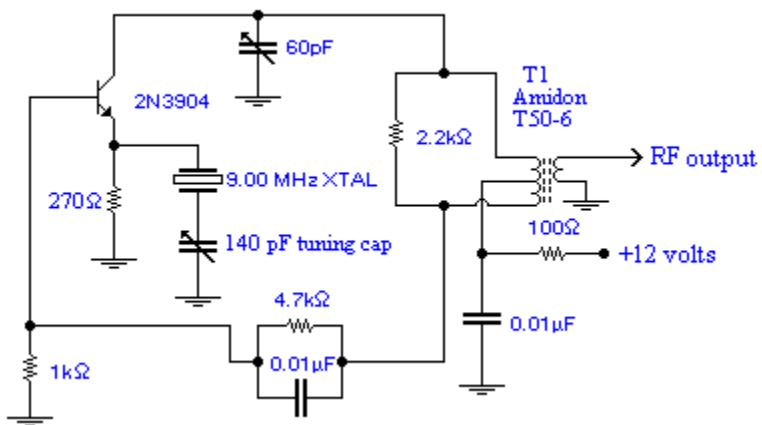 60pF
T1
Amidon
T50-6
2N3904
2.2kΩ
RF output
9.00 MHz XTAL
270Ω
100Ω
140 pF tuning cap
+12 volts
4.7kΩ
0.01µF
0.01µF
1kΩ